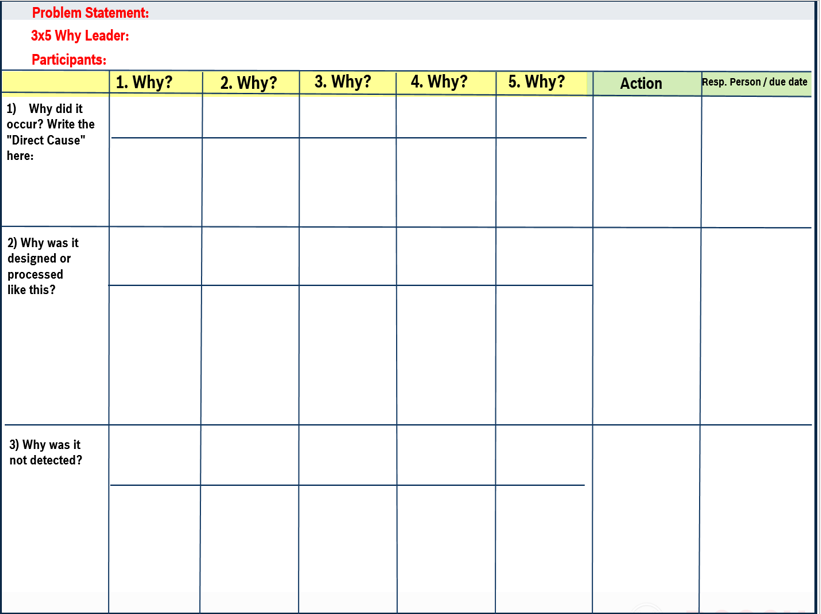 Problem Statement:
3x5 Why Leader:
Participants:
1. Why? 2. Why? 3. Why? 4. Why? 5. Why? Action Resp. Person / due date
1) Why did it
occur? Write the
"Direct Cause"
here:
2) Why was it
designed or
processed
like this?
3) Why was it
not detected?